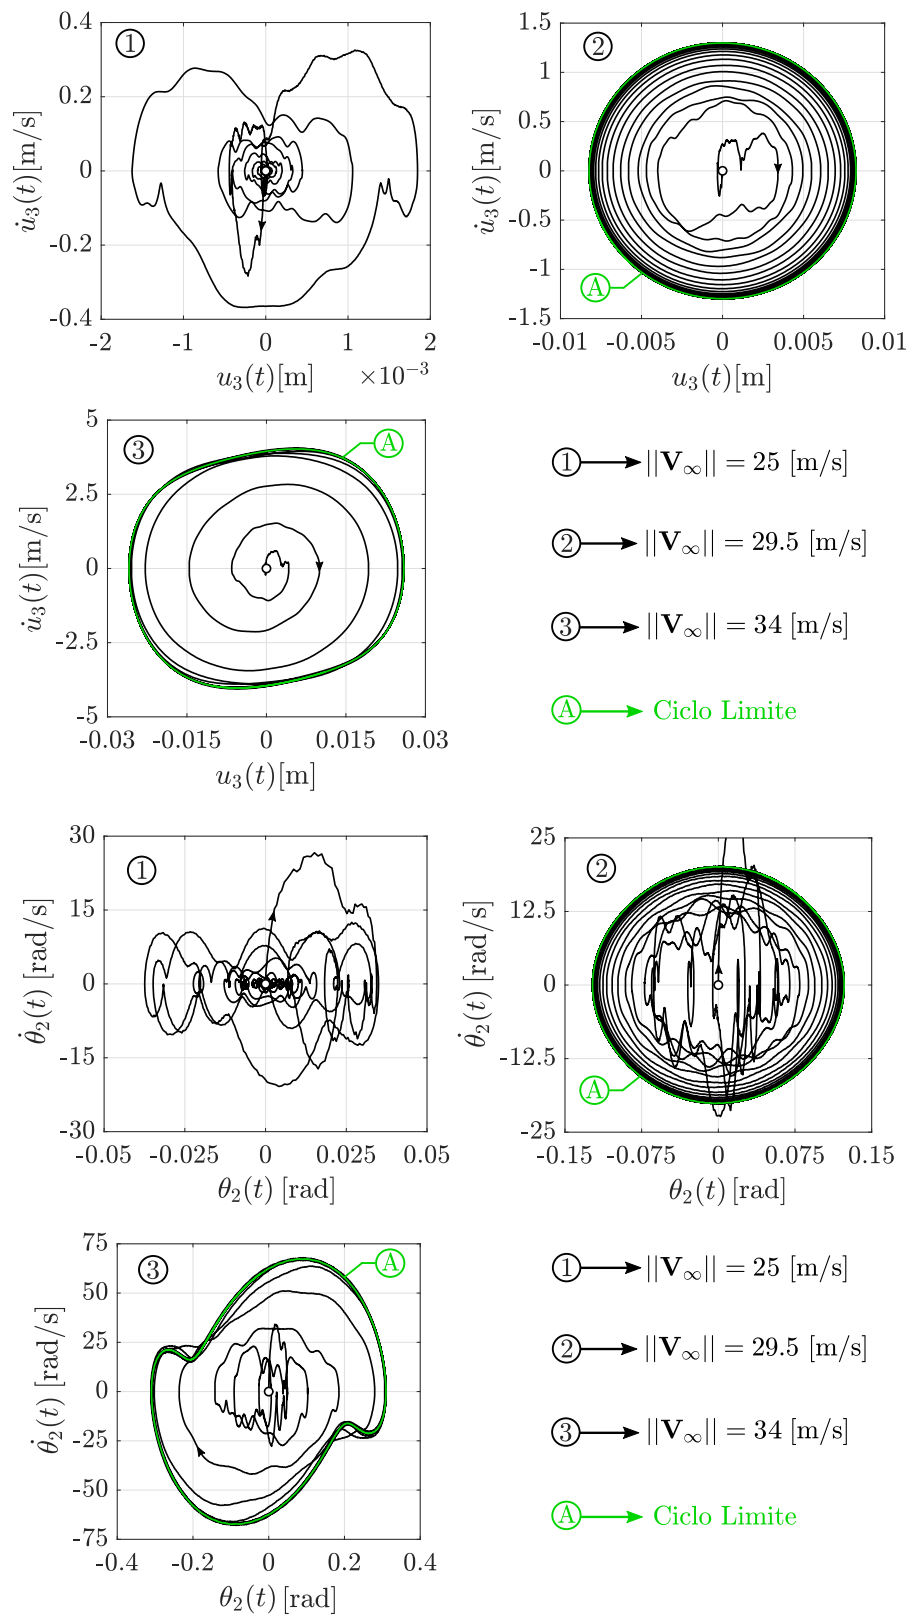 0.4
0.2
0
-0.2
-0.4
u̇₃(t)[m/s]
①
-2 -1 0 1 2
u₃(t)[m] ×10⁻³
1.5
1
0.5
0
-0.5
-1
-1.5
u̇₃(t)[m/s]
②
Ⓐ
-0.01 -0.005 0 0.005 0.01
u₃(t)[m]
5
2.5
0
-2.5
-5
u̇₃(t)[m/s]
③
Ⓐ
-0.03 -0.015 0 0.015 0.03
u₃(t)[m]
① ||V∞|| = 25 [m/s]
② ||V∞|| = 29.5 [m/s]
③ ||V∞|| = 34 [m/s]
Ⓐ Ciclo Limite
30
15
0
-15
-30
θ̇₂(t) [rad/s]
①
-0.05 -0.025 0 0.025 0.05
θ₂(t) [rad]
25
12.5
0
-12.5
-25
θ̇₂(t) [rad/s]
②
Ⓐ
-0.15 -0.075 0 0.075 0.15
θ₂(t) [rad]
75
50
25
0
-25
-50
-75
θ̇₂(t) [rad/s]
③
Ⓐ
-0.4 -0.2 0 0.2 0.4
θ₂(t) [rad]
① ||V∞|| = 25 [m/s]
② ||V∞|| = 29.5 [m/s]
③ ||V∞|| = 34 [m/s]
Ⓐ Ciclo Limite